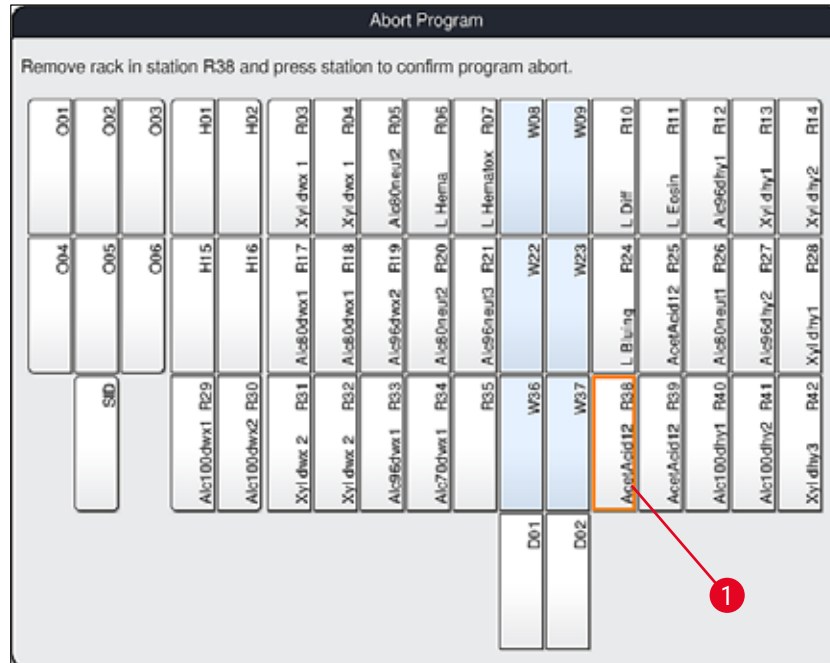 Abort Program
Remove rack in station R38 and press station to confirm program abort.
O01
O02
O03
H01
H02
Xyl dwx 1 R03
Xyl dwx 1 R04
Alc80neut2 R05
L Hema R06
L Hematox R07
W08
W09
L Diff R10
L Eosin R11
Alc96dhy1 R12
Xyl dhy1 R13
Xyl dhy2 R14
O04
O05
O06
H15
H16
Alc80dwx1 R17
Alc80dwx1 R18
Alc96dwx2 R19
Alc80neut2 R20
Alc96neut3 R21
W22
W23
L Bluing R24
AcetAcid12 R25
Alc80neut1 R26
Alc96dhy2 R27
Xyl dhy1 R28
SID
Alc100dwx1 R29
Alc100dwx2 R30
Xyl dwx 2 R31
Xyl dwx 2 R32
Alc96dwx1 R33
Alc70dwx1 R34
R35
W36
W37
AcetAcid12 R38
AcetAcid12 R39
Alc100dhy1 R40
Alc100dhy2 R41
Xyl dhy3 R42
D01
D02
1